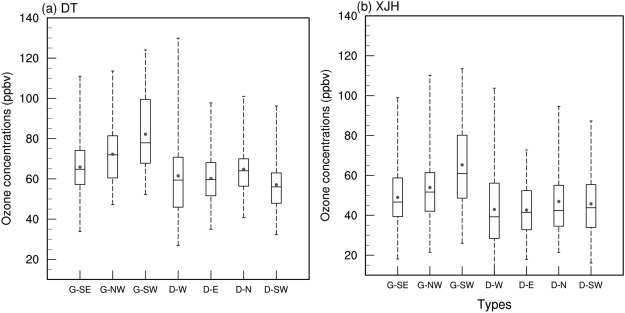 (a) DT
Ozone concentrations (ppbv)
140
120
100
80
60
40
20
G-SE G-NW G-SW D-W D-E D-N D-SW
(b) XJH
Ozone concentrations (ppbv)
140
120
100
80
60
40
20
G-SE G-NW G-SW D-W D-E D-N D-SW
Types